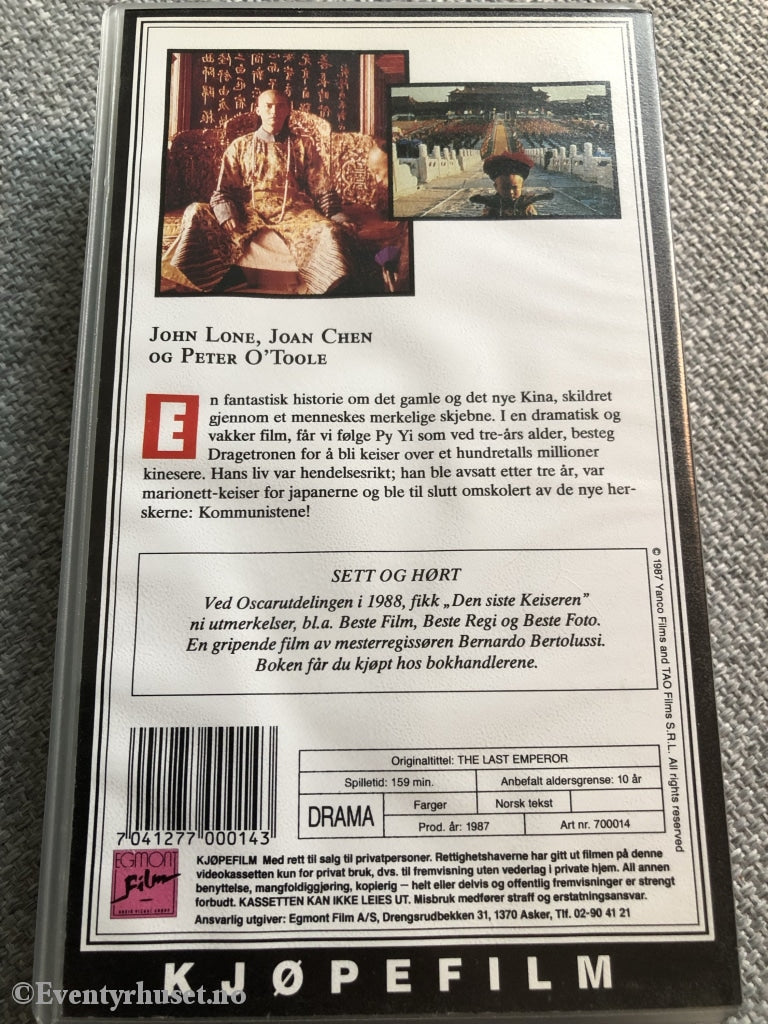 JOHN LONE, JOAN CHEN
OG PETER O'TOOLE
En fantastisk historie om det gamle og det nye Kina, skildret
gjennom et menneskes merkelige skjebne. I en dramatisk og
vakker film, får vi følge Py Yi som ved tre-års alder, besteg
Dragetronen for å bli keiser over et hundretalls millioner
kinesere. Hans liv var hendelsesrikt; han ble avsatt etter tre år, var
marionett-keiser for japanerne og ble til slutt omskolert av de nye her-
skerne: Kommunistene!
SETT OG HØRT
Ved Oscarutdelingen i 1988, fikk „Den siste Keiseren”
ni utmerkelser, bl.a. Beste Film, Beste Regi og Beste Foto.
En gripende film av mesterregissøren Bernardo Bertolussi.
Boken får du kjøpt hos bokhandlerene.
© 1987 Yanco Films and TAO Films S.R.L. All rights reserved
Originaltittel: THE LAST EMPEROR
Spilletid: 159 min.
Anbefalt aldersgrense: 10 år
DRAMA
Farger
Norsk tekst
Prod. år: 1987
Art nr. 700014
7 041277 000143
EGMONT
Film
KJØPEFILM Med rett til salg til privatpersoner. Rettighetshaverne har gitt ut filmen på denne
videokassetten kun for privat bruk, dvs. til fremvisning uten vederlag i private hjem. All annen
benyttelse, mangfoldiggjøring, kopierig – helt eller delvis og offentlig fremvisninger er strengt
forbudt. KASSETTEN KAN IKKE LEIES UT. Misbruk medfører straff og erstatningsansvar.
Ansvarlig utgiver: Egmont Film A/S, Drengsrudbekken 31, 1370 Asker, Tlf. 02-90 41 21
KJØPEFILM
©Eventyrhuset.no